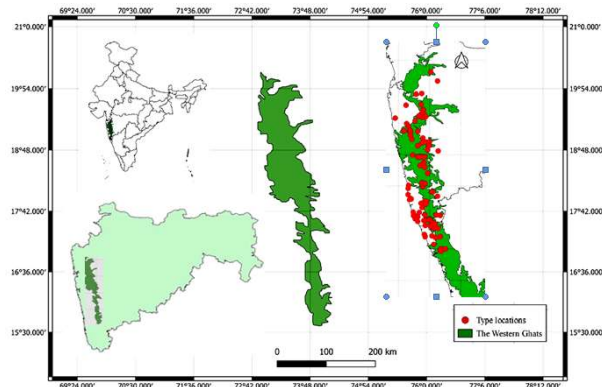 69°24.000' 70°30.000' 71°36.000' 72°42.000' 73°48.000' 74°54.000' 76°0.000' 77°6.000' 78°12.000'
21°0.000' 21°0.000'
19°54.000' 19°54.000'
18°48.000' 18°48.000'
17°42.000' 17°42.000'
16°36.000' 16°36.000'
Type locations
The Western Ghats
15°30.000' 15°30.000'
0 100 200 km
69°24.000' 70°30.000' 71°36.000' 72°42.000' 73°48.000' 74°54.000' 76°0.000' 77°6.000' 78°12.000'